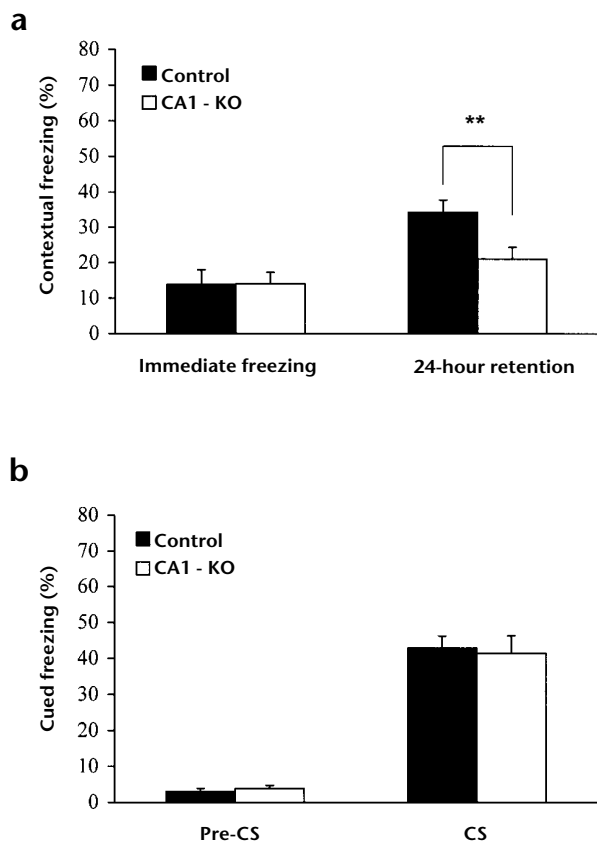 a
Contextual freezing (%)
80
70
60
50
40
30
20
10
0
Control
CA1 - KO
**
Immediate freezing
24-hour retention
b
Cued freezing (%)
80
70
60
50
40
30
20
10
0
Control
CA1 - KO
Pre-CS
CS